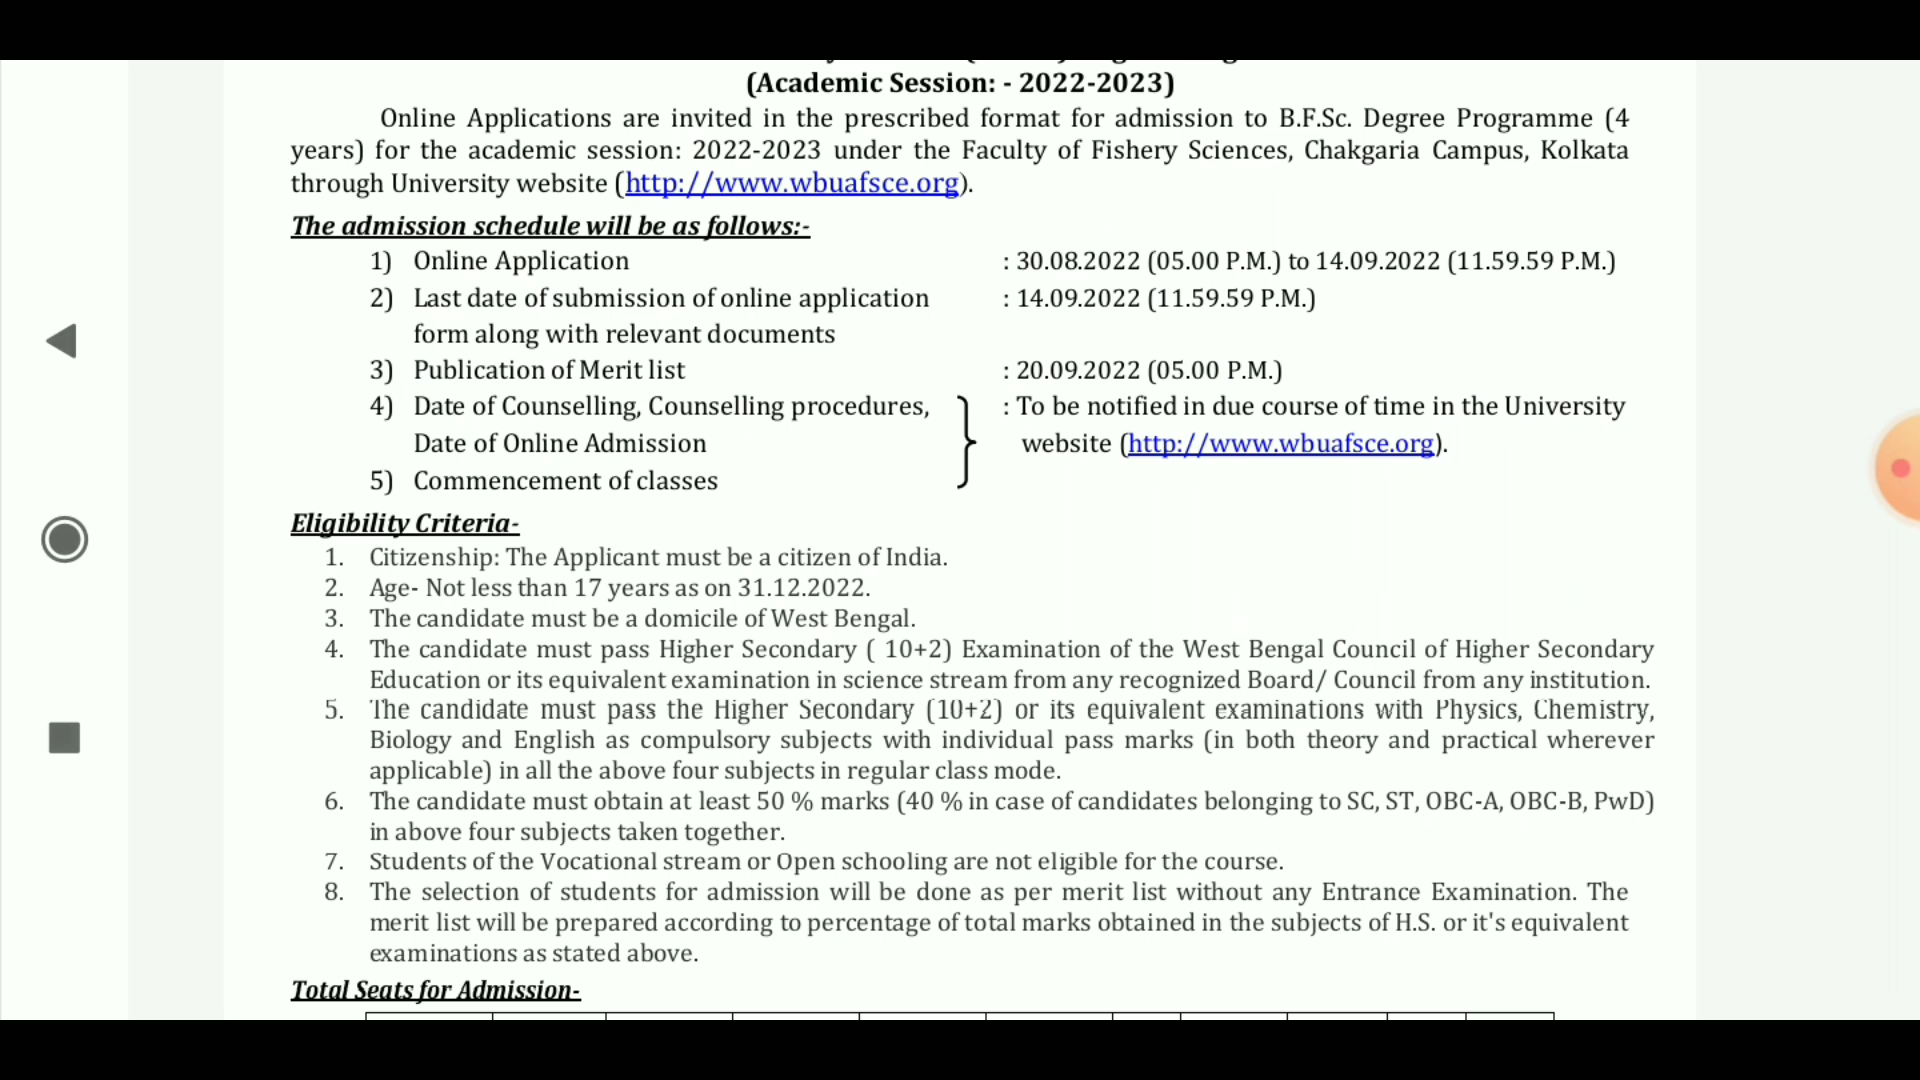 (Academic Session: - 2022-2023)
Online Applications are invited in the prescribed format for admission to B.F.Sc. Degree Programme (4
years) for the academic session: 2022-2023 under the Faculty of Fishery Sciences, Chakgaria Campus, Kolkata
through University website (http://www.wbuafsce.org).
The admission schedule will be as follows:-
1) Online Application : 30.08.2022 (05.00 P.M.) to 14.09.2022 (11.59.59 P.M.)
2) Last date of submission of online application : 14.09.2022 (11.59.59 P.M.)
form along with relevant documents
3) Publication of Merit list : 20.09.2022 (05.00 P.M.)
4) Date of Counselling, Counselling procedures, : To be notified in due course of time in the University
Date of Online Admission website (http://www.wbuafsce.org).
5) Commencement of classes
Eligibility Criteria-
1. Citizenship: The Applicant must be a citizen of India.
2. Age- Not less than 17 years as on 31.12.2022.
3. The candidate must be a domicile of West Bengal.
4. The candidate must pass Higher Secondary ( 10+2) Examination of the West Bengal Council of Higher Secondary
Education or its equivalent examination in science stream from any recognized Board/ Council from any institution.
5. The candidate must pass the Higher Secondary (10+2) or its equivalent examinations with Physics, Chemistry,
Biology and English as compulsory subjects with individual pass marks (in both theory and practical wherever
applicable) in all the above four subjects in regular class mode.
6. The candidate must obtain at least 50 % marks (40 % in case of candidates belonging to SC, ST, OBC-A, OBC-B, PwD)
in above four subjects taken together.
7. Students of the Vocational stream or Open schooling are not eligible for the course.
8. The selection of students for admission will be done as per merit list without any Entrance Examination. The
merit list will be prepared according to percentage of total marks obtained in the subjects of H.S. or it's equivalent
examinations as stated above.
Total Seats for Admission-